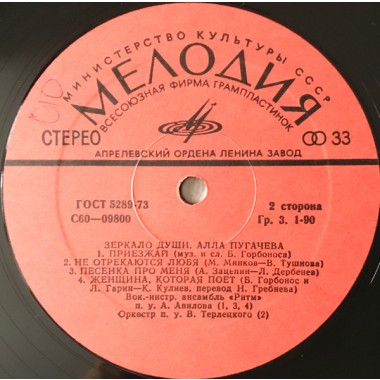 МИНИСТЕРСТВО КУЛЬТУРЫ СССР
МЕЛОДИЯ
ВСЕСОЮЗНАЯ ФИРМА ГРАМПЛАСТИНОК
СТЕРЕО
33
АПРЕЛЕВСКИЙ ОРДЕНА ЛЕНИНА ЗАВОД
ГОСТ 5289-73
С60—09800
2 сторона
Гр. 3. 1-90
ЗЕРКАЛО ДУШИ. АЛЛА ПУГАЧЕВА
1. ПРИЕЗЖАЙ (муз. и сл. Б. Горбоноса)
2. НЕ ОТРЕКАЮТСЯ ЛЮБЯ (М. Минков—В. Тушнова)
3. ПЕСЕНКА ПРО МЕНЯ (А. Зацепин—Л. Дербенев)
4. ЖЕНЩИНА, КОТОРАЯ ПОЕТ (Б. Горбонос и
Л. Гарин—К. Кулиев, перевод Н. Гребнева)
Вок.-инстр. ансамбль «Ритм»
п. у А. Авилова (1, 3, 4)
Оркестр п. у В. Терлецкого (2)